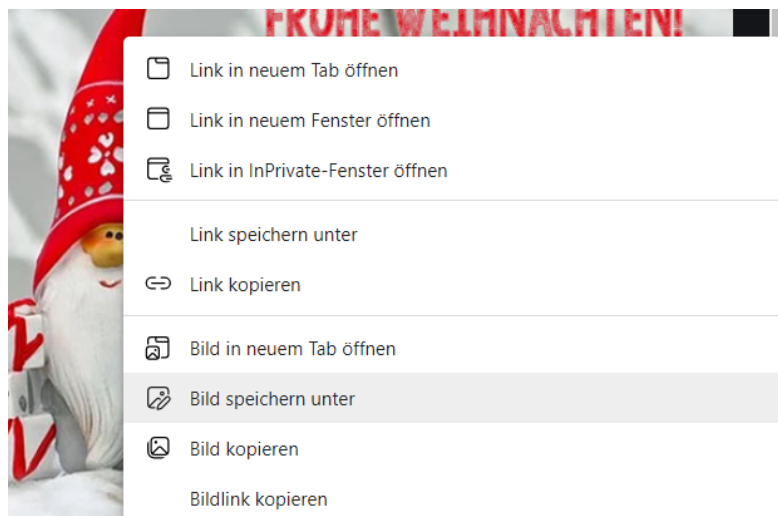 FROHE WEIHNACHTEN!
Link in neuem Tab öffnen
Link in neuem Fenster öffnen
Link in InPrivate-Fenster öffnen
Link speichern unter
Link kopieren
Bild in neuem Tab öffnen
Bild speichern unter
Bild kopieren
Bildlink kopieren